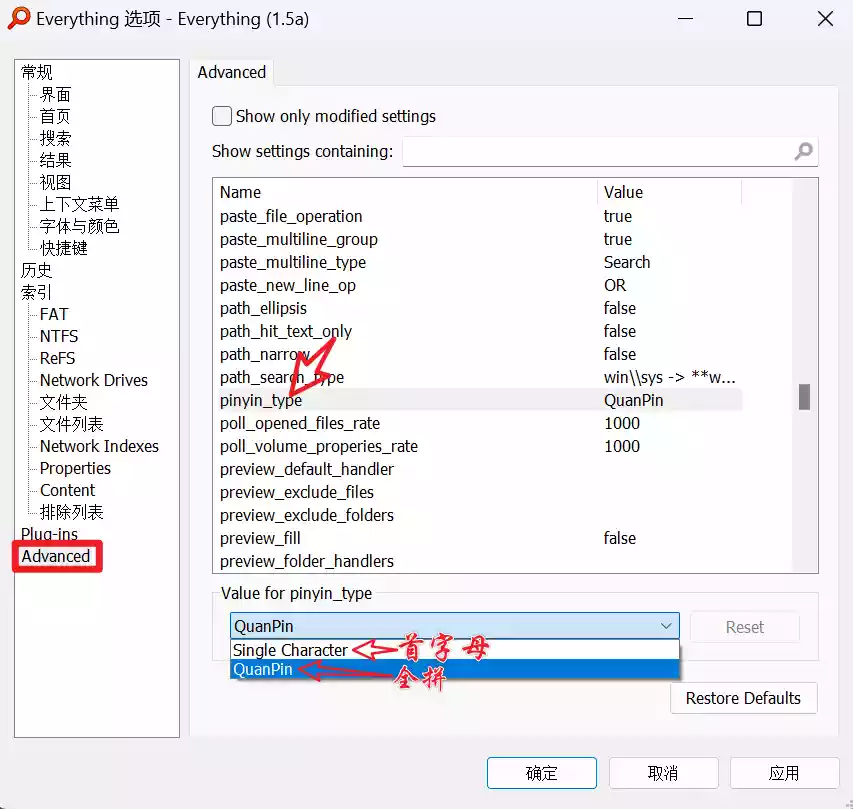 Everything 选项 - Everything (1.5a)
常规
界面
首页
搜索
结果
视图
上下文菜单
字体与颜色
快捷键
历史
索引
FAT
NTFS
ReFS
Network Drives
文件夹
文件列表
Network Indexes
Properties
Content
排除列表
Plug-ins
Advanced
Advanced
Show only modified settings
Show settings containing:
Name Value
paste_file_operation true
paste_multiline_group true
paste_multiline_type Search
paste_new_line_op OR
path_ellipsis false
path_hit_text_only false
path_narrow false
path_search_type win\\sys -> **w...
pinyin_type QuanPin
poll_opened_files_rate 1000
poll_volume_properies_rate 1000
preview_default_handler
preview_exclude_files
preview_exclude_folders
preview_fill false
preview_folder_handlers
Value for pinyin_type
QuanPin Reset
Single Character 首字母
QuanPin 全拼
Restore Defaults
确定 取消 应用